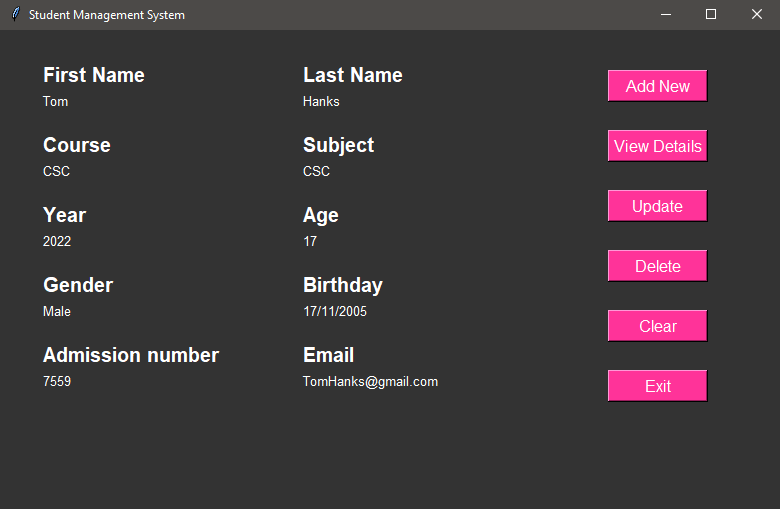 Student Management System
First Name
Last Name
Tom
Hanks
Course
Subject
CSC
CSC
Year
Age
2022
17
Gender
Birthday
Male
17/11/2005
Admission number
Email
7559
TomHanks@gmail.com
Add New
View Details
Update
Delete
Clear
Exit